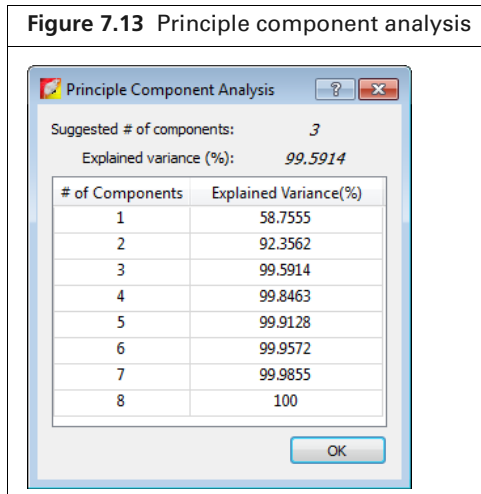 Figure 7.13 Principle component analysis
Principle Component Analysis
Suggested # of components: 3
Explained variance (%): 99.5914
# of Components Explained Variance(%)
1 58.7555
2 92.3562
3 99.5914
4 99.8463
5 99.9128
6 99.9572
7 99.9855
8 100
OK